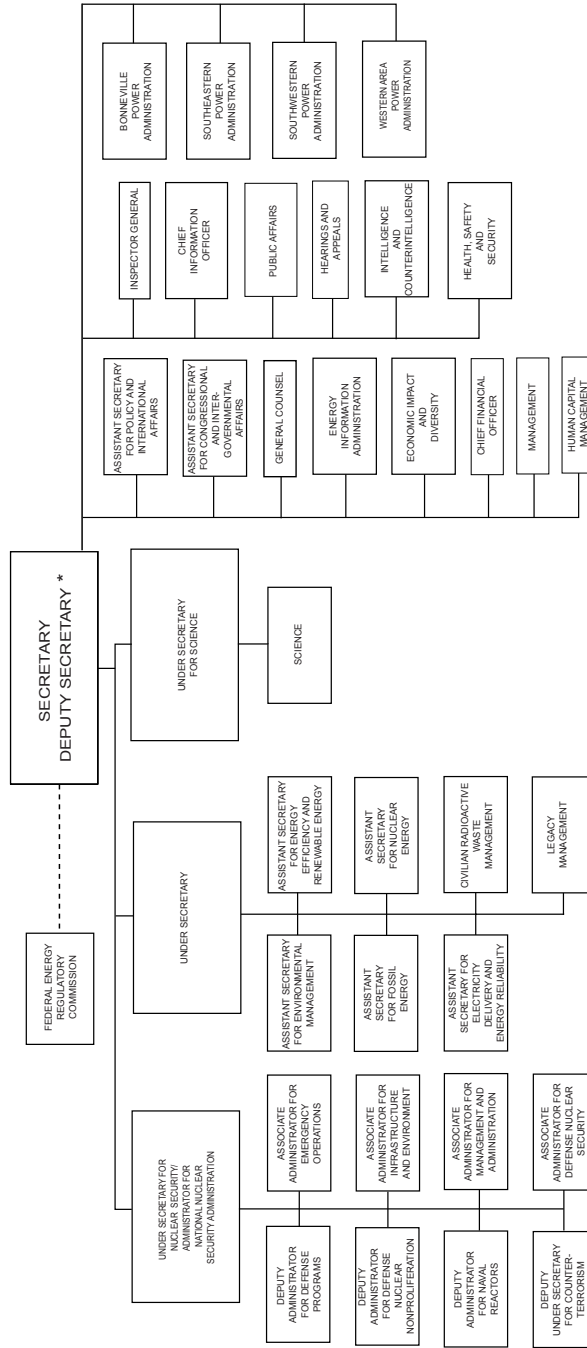 SECRETARY
DEPUTY SECRETARY *
FEDERAL ENERGY
REGULATORY
COMMISSION
UNDER SECRETARY FOR
NUCLEAR SECURITY/
ADMINISTRATOR FOR
NATIONAL NUCLEAR
SECURITY ADMINISTRATION
DEPUTY
ADMINISTRATOR
FOR DEFENSE
PROGRAMS
ASSOCIATE
ADMINISTRATOR FOR
EMERGENCY
OPERATIONS
DEPUTY
ADMINISTRATOR
FOR DEFENSE
NUCLEAR
NONPROLIFERATION
ASSOCIATE
ADMINISTRATOR FOR
INFRASTRUCTURE
AND ENVIRONMENT
DEPUTY
ADMINISTRATOR
FOR NAVAL
REACTORS
ASSOCIATE
ADMINISTRATOR FOR
MANAGEMENT AND
ADMINISTRATION
DEPUTY
UNDER SECRETARY
FOR COUNTER-
TERRORISM
ASSOCIATE
ADMINISTRATOR FOR
DEFENSE NUCLEAR
SECURITY
UNDER SECRETARY
ASSISTANT SECRETARY
FOR ENVIRONMENTAL
MANAGEMENT
ASSISTANT SECRETARY
FOR ENERGY
EFFICIENCY AND
RENEWABLE ENERGY
ASSISTANT
SECRETARY
FOR FOSSIL
ENERGY
ASSISTANT
SECRETARY
FOR NUCLEAR
ENERGY
ASSISTANT
SECRETARY FOR
ELECTRICITY
DELIVERY AND
ENERGY RELIABILITY
CIVILIAN RADIOACTIVE
WASTE
MANAGEMENT
LEGACY
MANAGEMENT
UNDER SECRETARY
FOR SCIENCE
SCIENCE
ASSISTANT SECRETARY
FOR POLICY AND
INTERNATIONAL
AFFAIRS
ASSISTANT SECRETARY
FOR CONGRESSIONAL
AND INTER-
GOVERNMENTAL
AFFAIRS
GENERAL COUNSEL
ENERGY
INFORMATION
ADMINISTRATION
ECONOMIC IMPACT
AND
DIVERSITY
CHIEF FINANCIAL
OFFICER
MANAGEMENT
HUMAN CAPITAL
MANAGEMENT
INSPECTOR GENERAL
CHIEF
INFORMATION
OFFICER
PUBLIC AFFAIRS
HEARINGS AND
APPEALS
INTELLIGENCE
AND
COUNTERINTELLIGENCE
HEALTH, SAFETY
AND
SECURITY
BONNEVILLE
POWER
ADMINISTRATION
SOUTHEASTERN
POWER
ADMINISTRATION
SOUTHWESTERN
POWER
ADMINISTRATION
WESTERN AREA
POWER
ADMINISTRATION